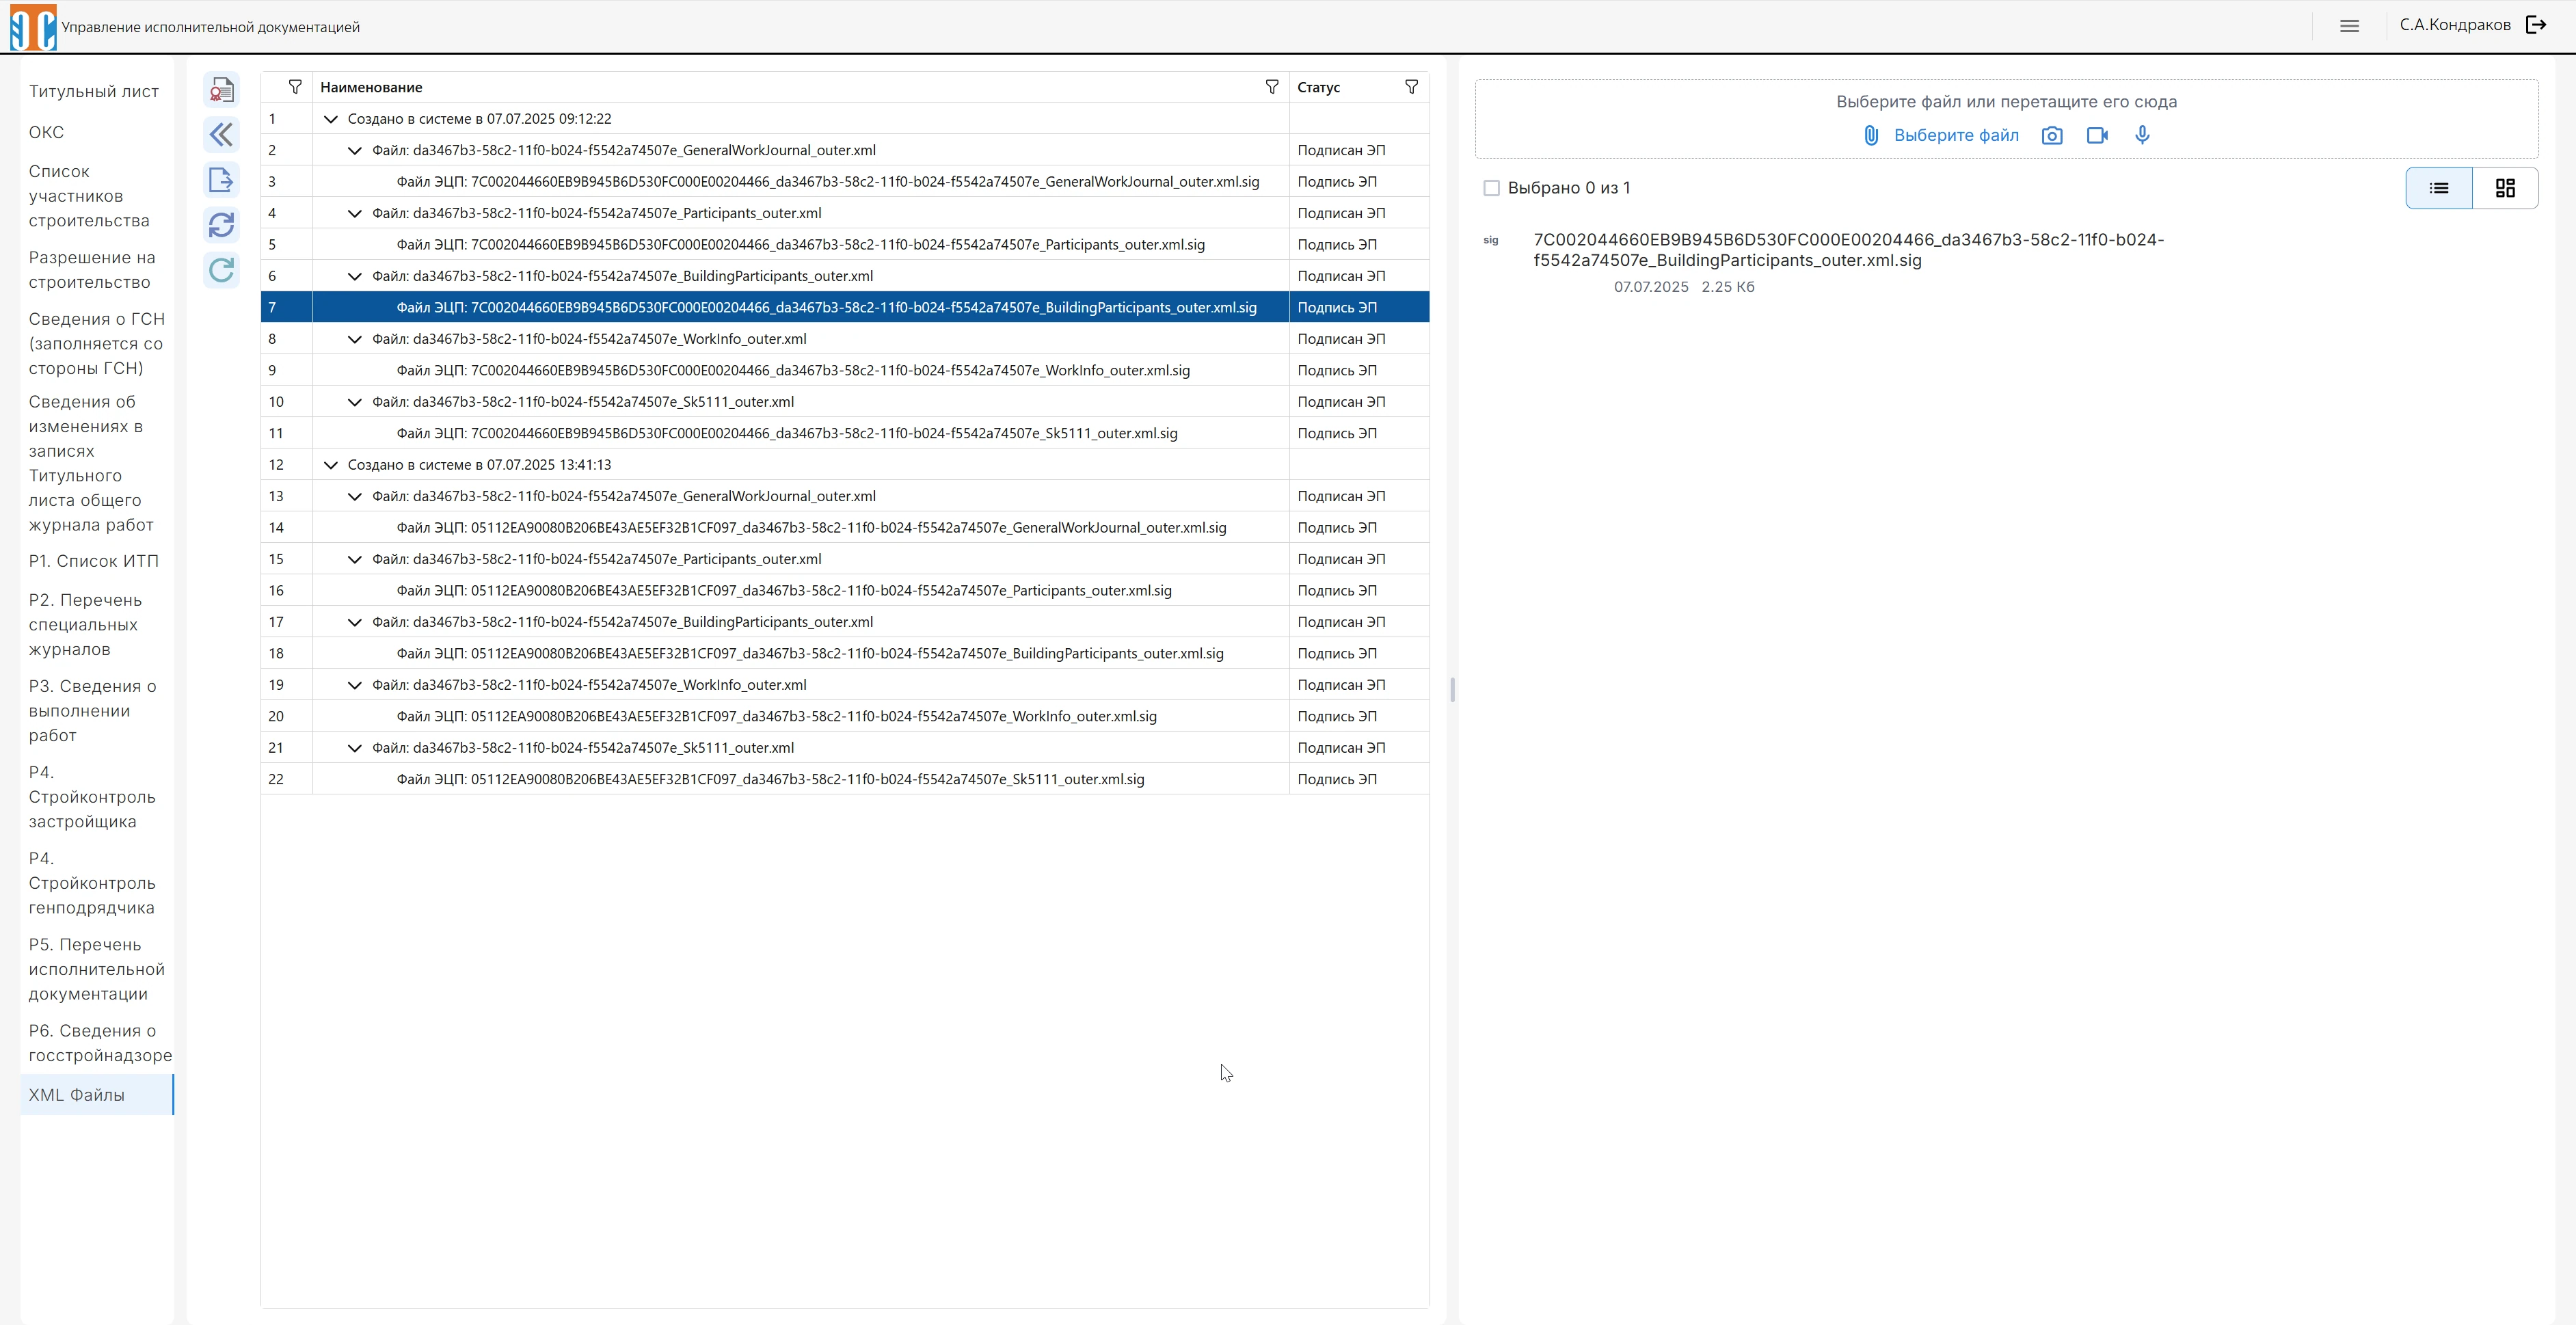 Управление исполнительной документацией
С.А.Кондраков
Титульный лист
ОКС
Список
участников
строительства
Разрешение на
строительство
Сведения о ГСН
(заполняется со
стороны ГСН)
Сведения об
изменениях в
записях
Титульного
листа общего
журнала работ
Р1. Список ИТП
Р2. Перечень
специальных
журналов
Р3. Сведения о
выполнении
работ
Р4.
Стройконтроль
застройщика
Р4.
Стройконтроль
генподрядчика
Р5. Перечень
исполнительной
документации
Р6. Сведения о
госстройнадзоре
XML Файлы
Наименование Статус
1 Создано в системе в 07.07.2025 09:12:22
2 Файл: da3467b3-58c2-11f0-b024-f5542a74507e_GeneralWorkJournal_outer.xml Подписан ЭП
3 Файл ЭЦП: 7C002044660EB9B945B6D530FC000E00204466_da3467b3-58c2-11f0-b024-f5542a74507e_GeneralWorkJournal_outer.xml.sig Подпись ЭП
4 Файл: da3467b3-58c2-11f0-b024-f5542a74507e_Participants_outer.xml Подписан ЭП
5 Файл ЭЦП: 7C002044660EB9B945B6D530FC000E00204466_da3467b3-58c2-11f0-b024-f5542a74507e_Participants_outer.xml.sig Подпись ЭП
6 Файл: da3467b3-58c2-11f0-b024-f5542a74507e_BuildingParticipants_outer.xml Подписан ЭП
7 Файл ЭЦП: 7C002044660EB9B945B6D530FC000E00204466_da3467b3-58c2-11f0-b024-f5542a74507e_BuildingParticipants_outer.xml.sig Подпись ЭП
8 Файл: da3467b3-58c2-11f0-b024-f5542a74507e_WorkInfo_outer.xml Подписан ЭП
9 Файл ЭЦП: 7C002044660EB9B945B6D530FC000E00204466_da3467b3-58c2-11f0-b024-f5542a74507e_WorkInfo_outer.xml.sig Подпись ЭП
10 Файл: da3467b3-58c2-11f0-b024-f5542a74507e_Sk5111_outer.xml Подписан ЭП
11 Файл ЭЦП: 7C002044660EB9B945B6D530FC000E00204466_da3467b3-58c2-11f0-b024-f5542a74507e_Sk5111_outer.xml.sig Подпись ЭП
12 Создано в системе в 07.07.2025 13:41:13
13 Файл: da3467b3-58c2-11f0-b024-f5542a74507e_GeneralWorkJournal_outer.xml Подписан ЭП
14 Файл ЭЦП: 05112EA90080B206BE43AE5EF32B1CF097_da3467b3-58c2-11f0-b024-f5542a74507e_GeneralWorkJournal_outer.xml.sig Подпись ЭП
15 Файл: da3467b3-58c2-11f0-b024-f5542a74507e_Participants_outer.xml Подписан ЭП
16 Файл ЭЦП: 05112EA90080B206BE43AE5EF32B1CF097_da3467b3-58c2-11f0-b024-f5542a74507e_Participants_outer.xml.sig Подпись ЭП
17 Файл: da3467b3-58c2-11f0-b024-f5542a74507e_BuildingParticipants_outer.xml Подписан ЭП
18 Файл ЭЦП: 05112EA90080B206BE43AE5EF32B1CF097_da3467b3-58c2-11f0-b024-f5542a74507e_BuildingParticipants_outer.xml.sig Подпись ЭП
19 Файл: da3467b3-58c2-11f0-b024-f5542a74507e_WorkInfo_outer.xml Подписан ЭП
20 Файл ЭЦП: 05112EA90080B206BE43AE5EF32B1CF097_da3467b3-58c2-11f0-b024-f5542a74507e_WorkInfo_outer.xml.sig Подпись ЭП
21 Файл: da3467b3-58c2-11f0-b024-f5542a74507e_Sk5111_outer.xml Подписан ЭП
22 Файл ЭЦП: 05112EA90080B206BE43AE5EF32B1CF097_da3467b3-58c2-11f0-b024-f5542a74507e_Sk5111_outer.xml.sig Подпись ЭП
Выберите файл или перетащите его сюда
Выберите файл
Выбрано 0 из 1
sig 7C002044660EB9B945B6D530FC000E00204466_da3467b3-58c2-11f0-b024-
f5542a74507e_BuildingParticipants_outer.xml.sig
07.07.2025 2.25 Кб